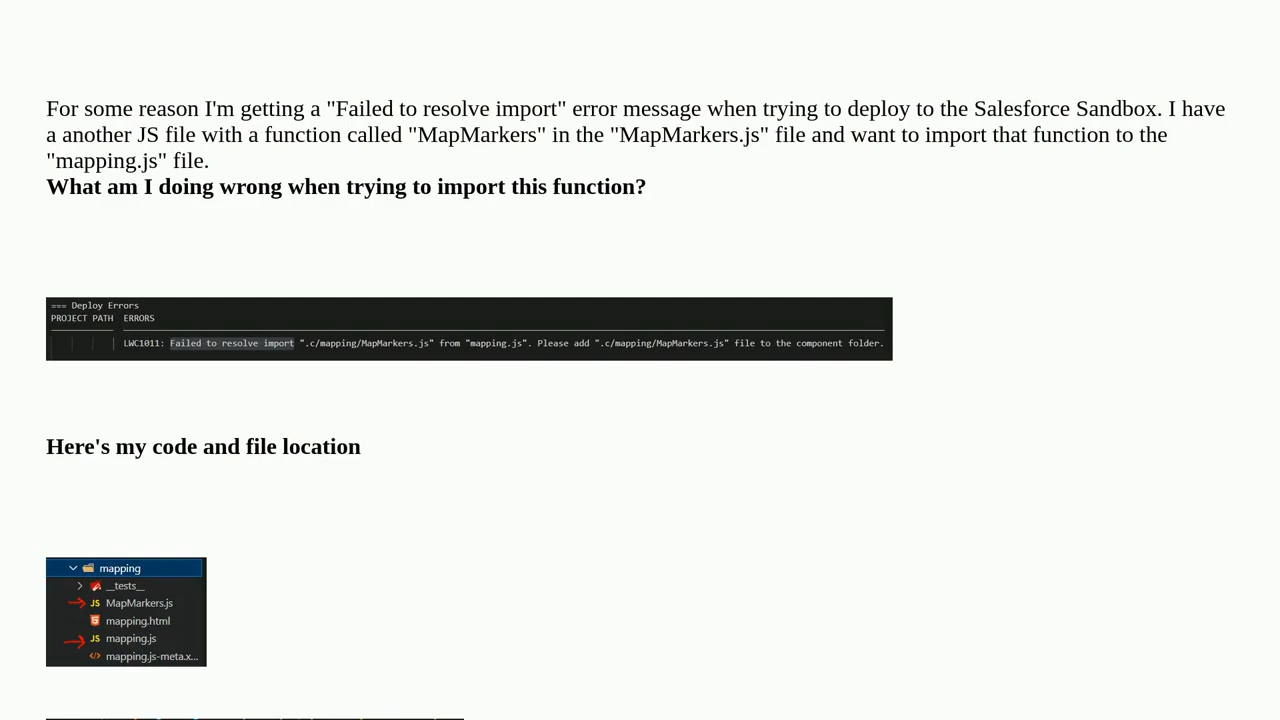 For some reason I'm getting a "Failed to resolve import" error message when trying to deploy to the Salesforce Sandbox. I have
a another JS file with a function called "MapMarkers" in the "MapMarkers.js" file and want to import that function to the
"mapping.js" file.
What am I doing wrong when trying to import this function?
=== Deploy Errors
PROJECT PATH  ERRORS
LWC1011: Failed to resolve import ".c/mapping/MapMarkers.js" from "mapping.js". Please add ".c/mapping/MapMarkers.js" file to the component folder.
Here's my code and file location
mapping
__tests__
JS MapMarkers.js
mapping.html
JS mapping.js
</> mapping.js-meta.x...